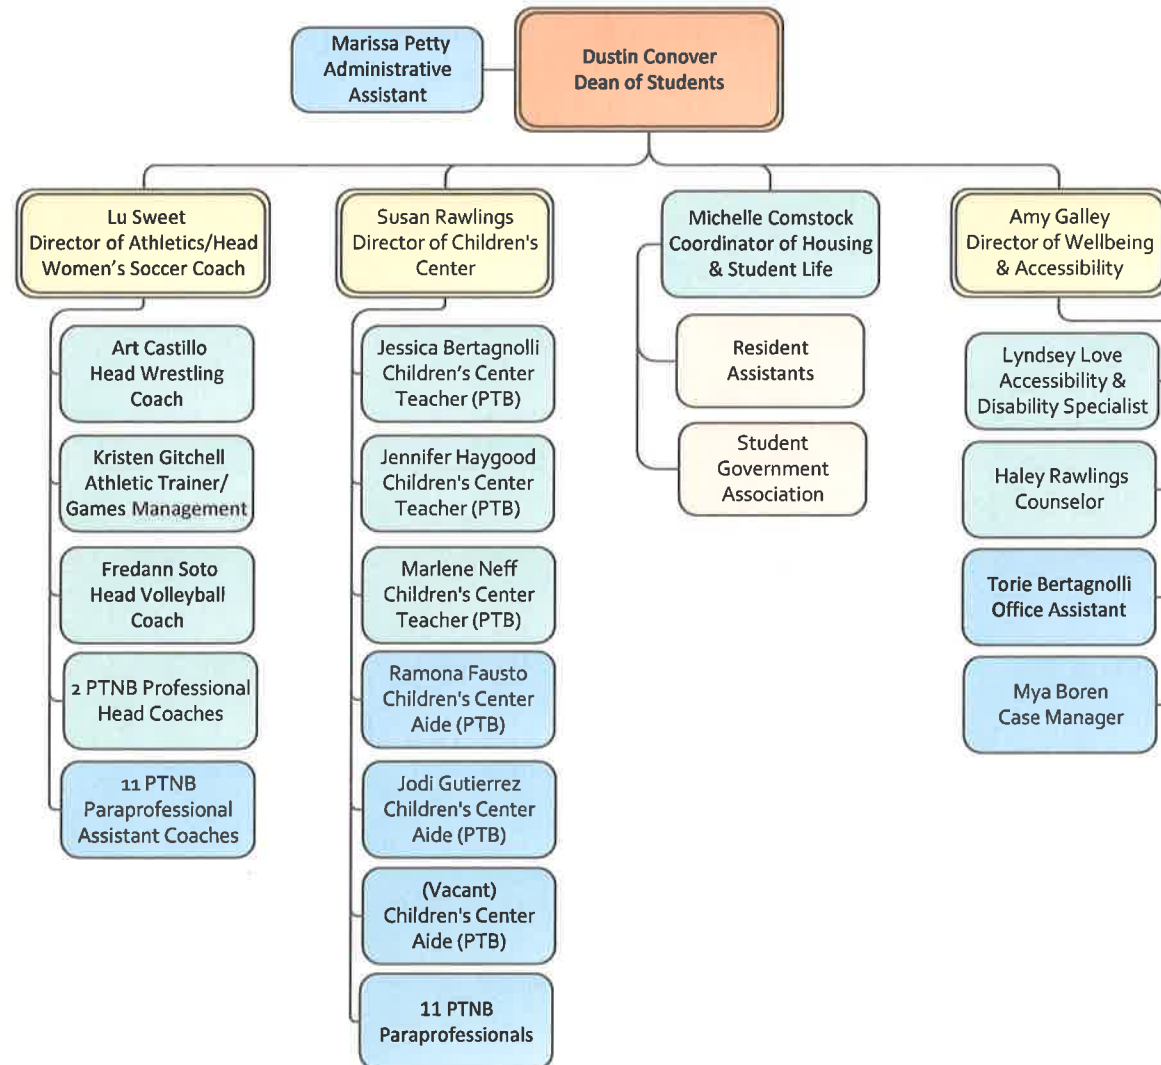 Marissa Petty
Administrative
Assistant
Dustin Conover
Dean of Students
Lu Sweet
Director of Athletics/Head
Women's Soccer Coach
Susan Rawlings
Director of Children's
Center
Michelle Comstock
Coordinator of Housing
& Student Life
Amy Galley
Director of Wellbeing
& Accessibility
Art Castillo
Head Wrestling
Coach
Kristen Gitchell
Athletic Trainer/
Games Management
Fredann Soto
Head Volleyball
Coach
2 PTNB Professional
Head Coaches
11 PTNB
Paraprofessional
Assistant Coaches
Jessica Bertagnolli
Children's Center
Teacher (PTB)
Jennifer Haygood
Children's Center
Teacher (PTB)
Marlene Neff
Children's Center
Teacher (PTB)
Ramona Fausto
Children's Center
Aide (PTB)
Jodi Gutierrez
Children's Center
Aide (PTB)
(Vacant)
Children's Center
Aide (PTB)
11 PTNB
Paraprofessionals
Resident
Assistants
Student
Government
Association
Lyndsey Love
Accessibility &
Disability Specialist
Haley Rawlings
Counselor
Torie Bertagnolli
Office Assistant
Mya Boren
Case Manager